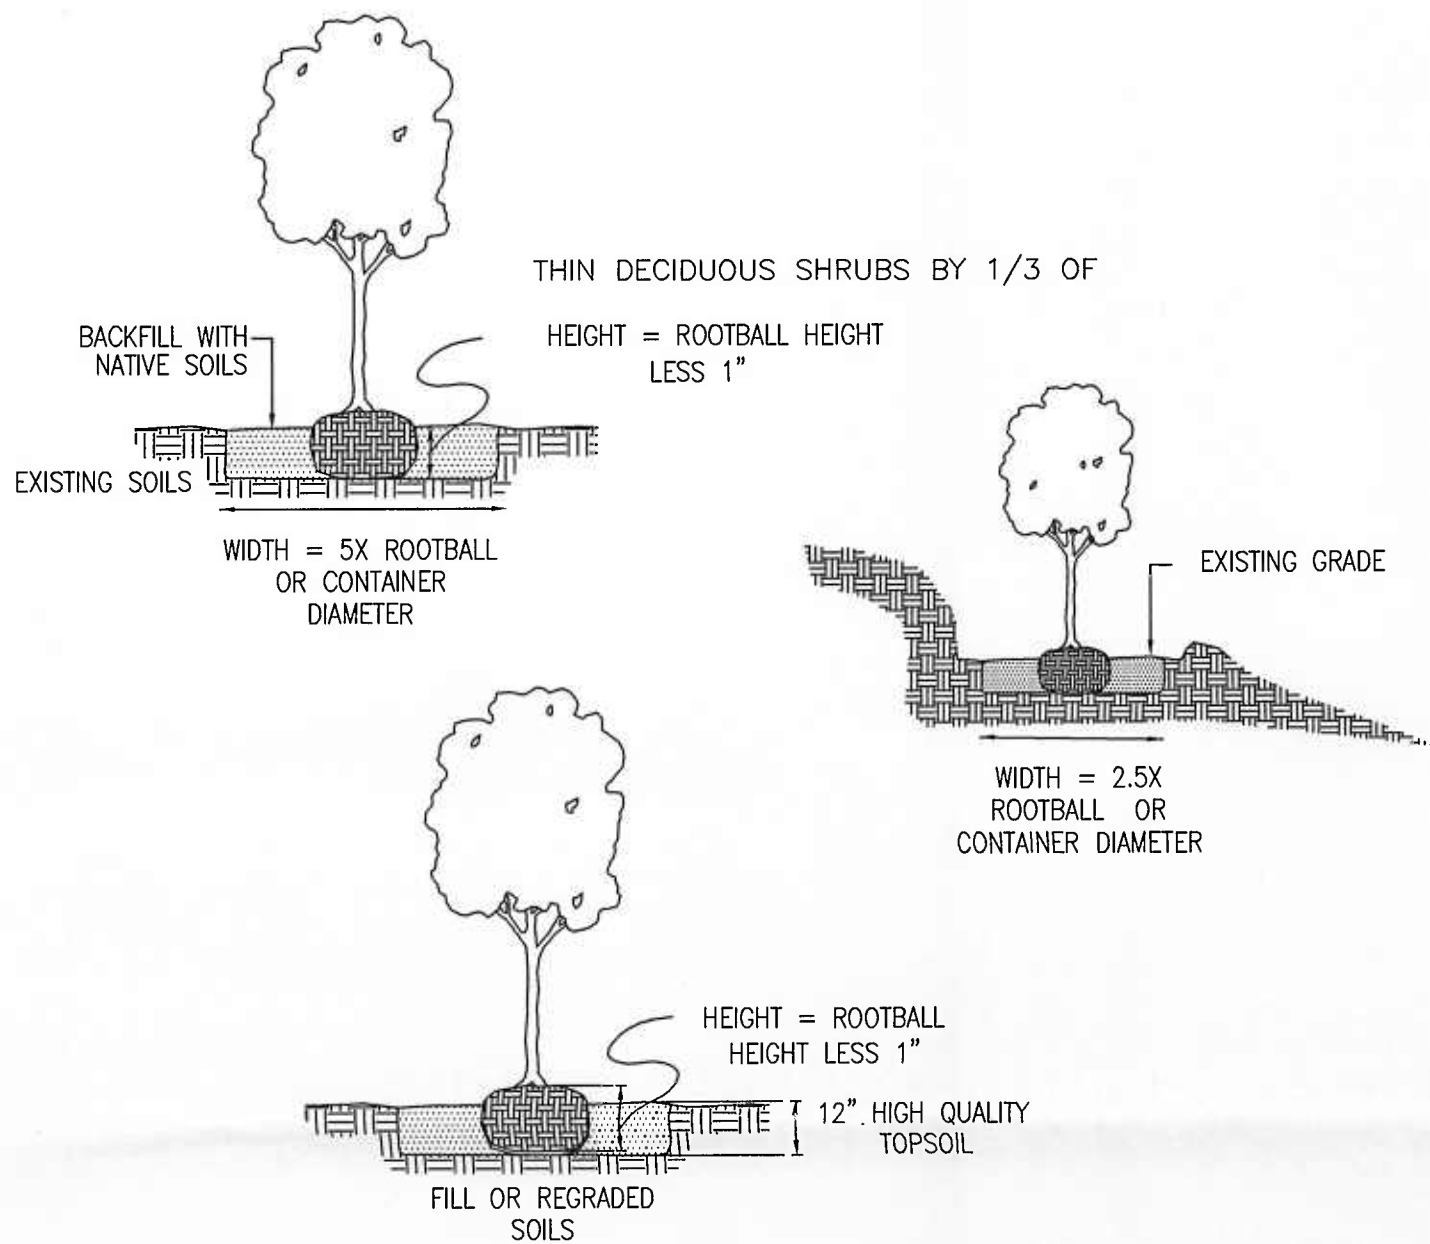 THIN DECIDUOUS SHRUBS BY 1/3 OF
BACKFILL WITH
NATIVE SOILS
HEIGHT = ROOTBALL HEIGHT
LESS 1"
EXISTING SOILS
WIDTH = 5X ROOTBALL
OR CONTAINER
DIAMETER
EXISTING GRADE
WIDTH = 2.5X
ROOTBALL OR
CONTAINER DIAMETER
HEIGHT = ROOTBALL
HEIGHT LESS 1"
12". HIGH QUALITY
TOPSOIL
FILL OR REGRADED
SOILS